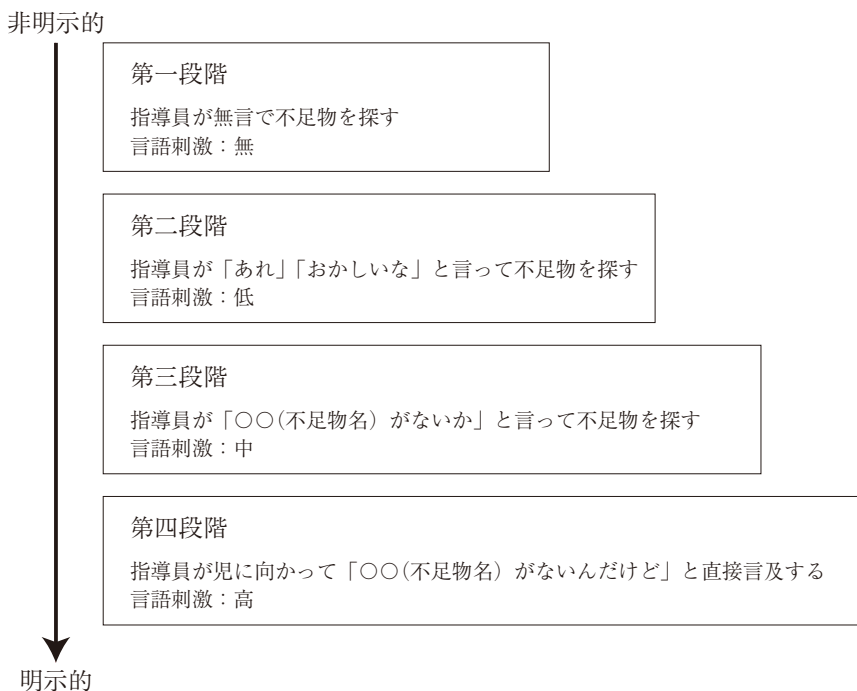 非明示的
第一段階
指導員が無言で不足物を探す
言語刺激：無
第二段階
指導員が「あれ」「おかしいな」と言って不足物を探す
言語刺激：低
第三段階
指導員が「〇〇(不足物名）がないか」と言って不足物を探す
言語刺激：中
第四段階
指導員が児に向かって「〇〇(不足物名）がないんだけど」と直接言及する
言語刺激：高
明示的